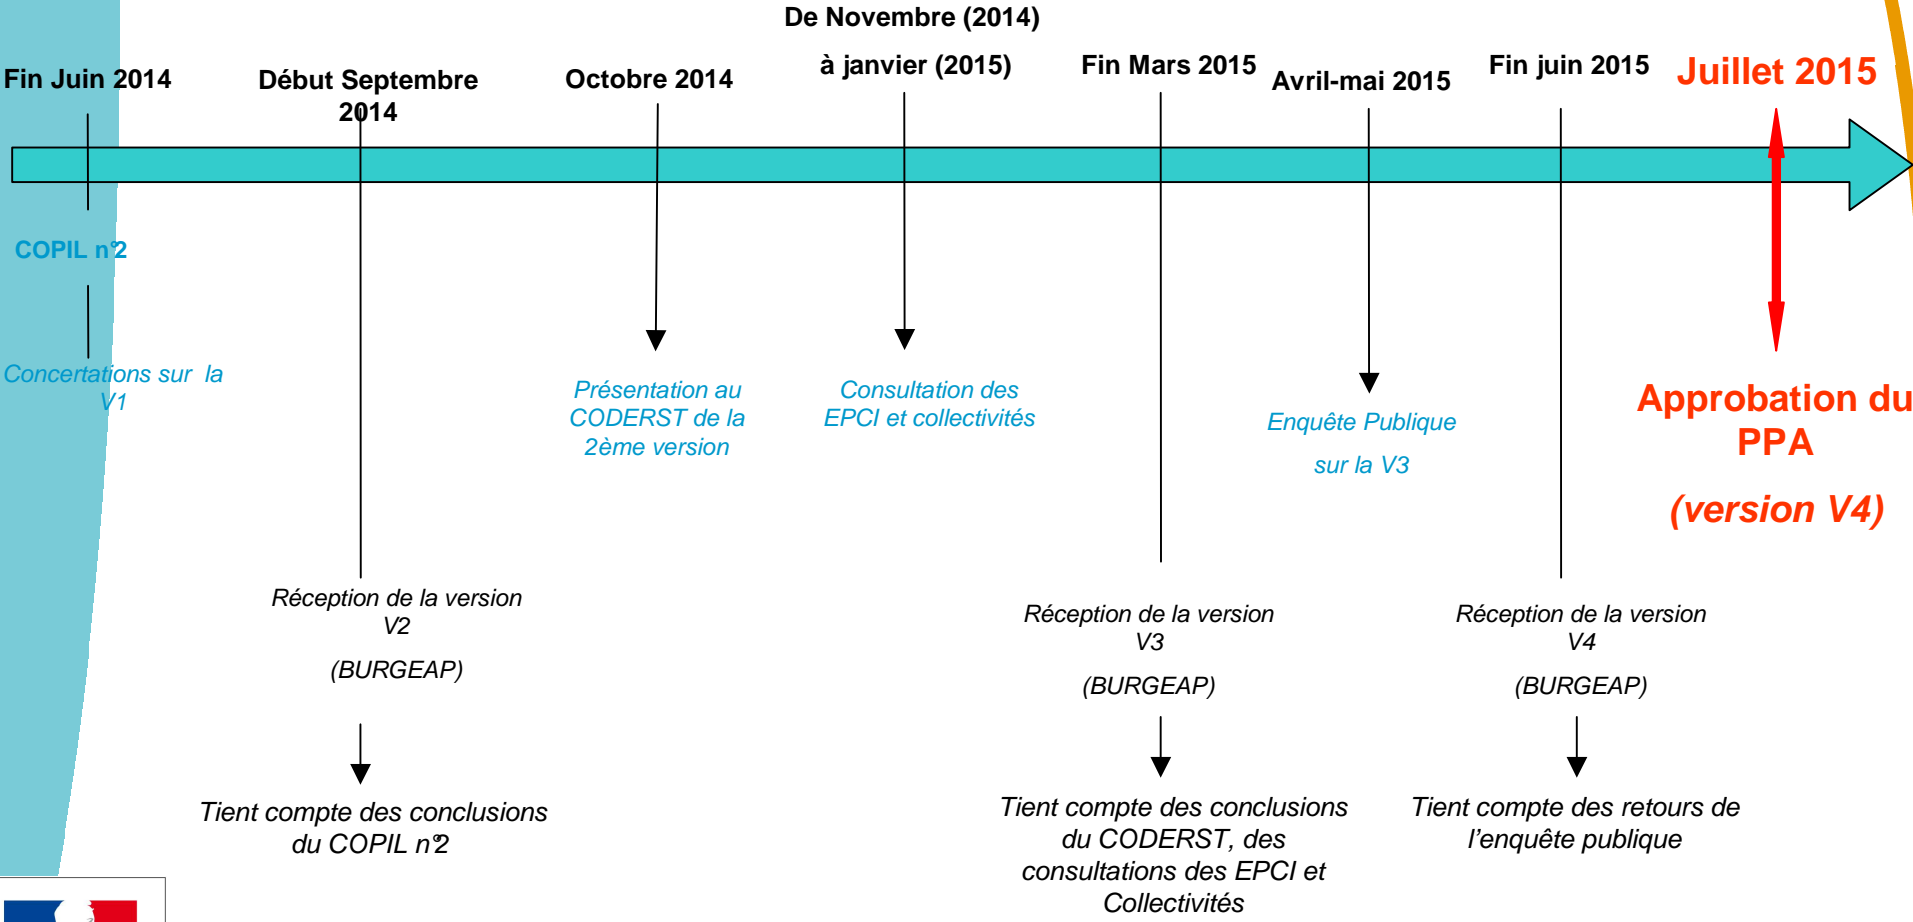 De Novembre (2014)
à janvier (2015)
Fin Juin 2014
Début Septembre
2014
Octobre 2014
Fin Mars 2015
Avril-mai 2015
Fin juin 2015
Juillet 2015
COPIL n°2
Concertations sur la
V1
Présentation au
CODERST de la
2ème version
Consultation des
EPCI et collectivités
Enquête Publique
sur la V3
Approbation du
PPA
(version V4)
Réception de la version
V2
(BURGEAP)
Réception de la version
V3
(BURGEAP)
Réception de la version
V4
(BURGEAP)
Tient compte des conclusions
du COPIL n°2
Tient compte des conclusions
du CODERST, des
consultations des EPCI et
Collectivités
Tient compte des retours de
l'enquête publique